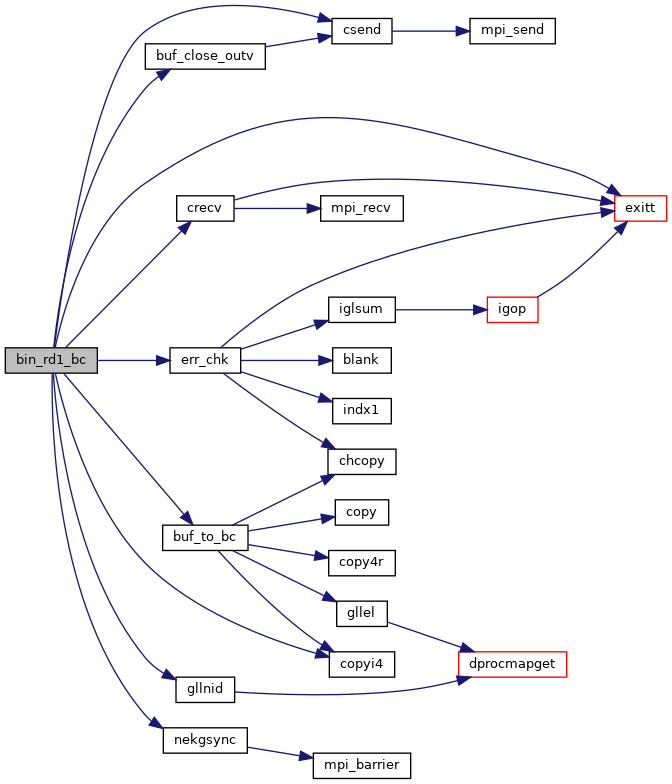 csend
mpi_send
buf_close_outv
crecv
mpi_recv
exitt
iglsum
igop
bin_rd1_bc
err_chk
blank
indx1
chcopy
copy
buf_to_bc
copy4r
gllel
copyi4
dprocmapget
gllnid
nekgsync
mpi_barrier